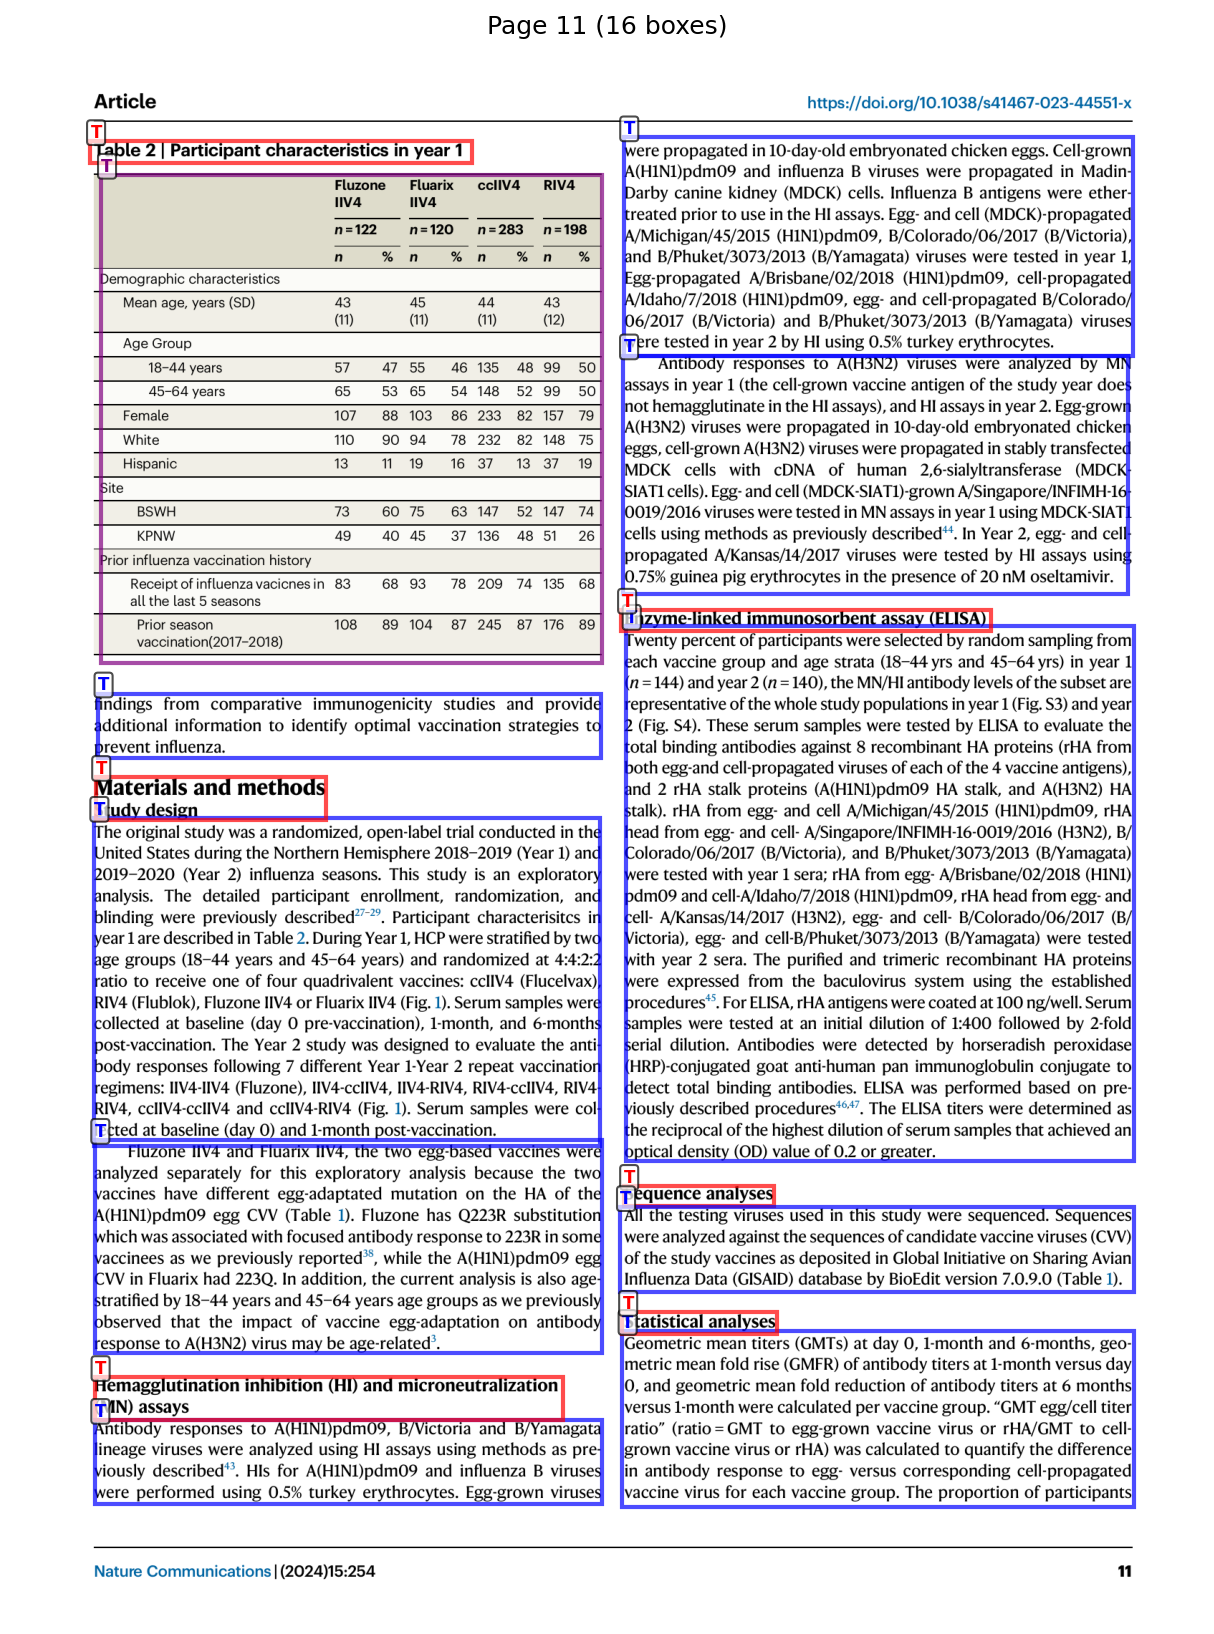 Page 11 (16 boxes)
Article
https://doi.org/10.1038/s41467-023-44551-x
T
Table 2 | Participant characteristics in year 1
T
Fluzone IIV4 Fluarix IIV4 ccIIV4 RIV4
n = 122 n = 120 n = 283 n = 198
n % n % n % n %
Demographic characteristics
Mean age, years (SD) 43 (11) 45 (11) 44 (11) 43 (12)
Age Group
18–44 years 57 47 55 46 135 48 99 50
45–64 years 65 53 65 54 148 52 99 50
Female 107 88 103 86 233 82 157 79
White 110 90 94 78 232 82 148 75
Hispanic 13 11 19 16 37 13 37 19
Site
BSWH 73 60 75 63 147 52 147 74
KPNW 49 40 45 37 136 48 51 26
Prior influenza vaccination history
Receipt of influenza vacicnes in 83 68 93 78 209 74 135 68
all the last 5 seasons
Prior season 108 89 104 87 245 87 176 89
vaccination(2017–2018)
T
findings from comparative immunogenicity studies and provide
additional information to identify optimal vaccination strategies to
prevent influenza.
T
Materials and methods
T
Study design
The original study was a randomized, open-label trial conducted in the
United States during the Northern Hemisphere 2018–2019 (Year 1) and
2019–2020 (Year 2) influenza seasons. This study is an exploratory
analysis. The detailed participant enrollment, randomization, and
blinding were previously described27–29. Participant characterisitcs in
year 1 are described in Table 2. During Year 1, HCP were stratified by two
age groups (18–44 years and 45–64 years) and randomized at 4:4:2:2
ratio to receive one of four quadrivalent vaccines: ccIIV4 (Flucelvax),
RIV4 (Flublok), Fluzone IIV4 or Fluarix IIV4 (Fig. 1). Serum samples were
collected at baseline (day 0 pre-vaccination), 1-month, and 6-months
post-vaccination. The Year 2 study was designed to evaluate the anti-
body responses following 7 different Year 1-Year 2 repeat vaccination
regimens: IIV4-IIV4 (Fluzone), IIV4-ccIIV4, IIV4-RIV4, RIV4-ccIIV4, RIV4-
RIV4, ccIIV4-ccIIV4 and ccIIV4-RIV4 (Fig. 1). Serum samples were col-
lected at baseline (day 0) and 1-month post-vaccination.
T
Fluzone IIV4 and Fluarix IIV4, the two egg-based vaccines were
analyzed separately for this exploratory analysis because the two
vaccines have different egg-adaptated mutation on the HA of the
A(H1N1)pdm09 egg CVV (Table 1). Fluzone has Q223R substitution
which was associated with focused antibody response to 223R in some
vaccinees as we previously reported38, while the A(H1N1)pdm09 egg
CVV in Fluarix had 223Q. In addition, the current analysis is also age-
stratified by 18–44 years and 45–64 years age groups as we previously
observed that the impact of vaccine egg-adaptation on antibody
response to A(H3N2) virus may be age-related3.
T
Hemagglutination inhibition (HI) and microneutralization
(MN) assays
T
Antibody responses to A(H1N1)pdm09, B/Victoria and B/Yamagata
lineage viruses were analyzed using HI assays using methods as pre-
viously described43. HIs for A(H1N1)pdm09 and influenza B viruses
were performed using 0.5% turkey erythrocytes. Egg-grown viruses
T
were propagated in 10-day-old embryonated chicken eggs. Cell-grown
A(H1N1)pdm09 and influenza B viruses were propagated in Madin-
Darby canine kidney (MDCK) cells. Influenza B antigens were ether-
treated prior to use in the HI assays. Egg- and cell (MDCK)-propagated
A/Michigan/45/2015 (H1N1)pdm09, B/Colorado/06/2017 (B/Victoria),
and B/Phuket/3073/2013 (B/Yamagata) viruses were tested in year 1,
Egg-propagated A/Brisbane/02/2018 (H1N1)pdm09, cell-propagated
A/Idaho/7/2018 (H1N1)pdm09, egg- and cell-propagated B/Colorado/
06/2017 (B/Victoria) and B/Phuket/3073/2013 (B/Yamagata) viruses
were tested in year 2 by HI using 0.5% turkey erythrocytes.
T
Antibody responses to A(H3N2) viruses were analyzed by MN
assays in year 1 (the cell-grown vaccine antigen of the study year does
not hemagglutinate in the HI assays), and HI assays in year 2. Egg-grown
A(H3N2) viruses were propagated in 10-day-old embryonated chicken
eggs, cell-grown A(H3N2) viruses were propagated in stably transfected
MDCK cells with cDNA of human 2,6-sialyltransferase (MDCK-
SIAT1 cells). Egg- and cell (MDCK-SIAT1)-grown A/Singapore/INFIMH-16-
0019/2016 viruses were tested in MN assays in year 1 using MDCK-SIAT1
cells using methods as previously described44. In Year 2, egg- and cell-
propagated A/Kansas/14/2017 viruses were tested by HI assays using
0.75% guinea pig erythrocytes in the presence of 20 nM oseltamivir.
T
Enzyme-linked immunosorbent assay (ELISA)
T
Twenty percent of participants were selected by random sampling from
each vaccine group and age strata (18–44 yrs and 45–64 yrs) in year 1
(n = 144) and year 2 (n = 140), the MN/HI antibody levels of the subset are
representative of the whole study populations in year 1 (Fig. S3) and year
2 (Fig. S4). These serum samples were tested by ELISA to evaluate the
total binding antibodies against 8 recombinant HA proteins (rHA from
both egg-and cell-propagated viruses of each of the 4 vaccine antigens),
and 2 rHA stalk proteins (A(H1N1)pdm09 HA stalk, and A(H3N2) HA
stalk). rHA from egg- and cell A/Michigan/45/2015 (H1N1)pdm09, rHA
head from egg- and cell- A/Singapore/INFIMH-16-0019/2016 (H3N2), B/
Colorado/06/2017 (B/Victoria), and B/Phuket/3073/2013 (B/Yamagata)
were tested with year 1 sera; rHA from egg- A/Brisbane/02/2018 (H1N1)
pdm09 and cell-A/Idaho/7/2018 (H1N1)pdm09, rHA head from egg- and
cell- A/Kansas/14/2017 (H3N2), egg- and cell- B/Colorado/06/2017 (B/
Victoria), egg- and cell-B/Phuket/3073/2013 (B/Yamagata) were tested
with year 2 sera. The purified and trimeric recombinant HA proteins
were expressed from the baculovirus system using the established
procedures45. For ELISA, rHA antigens were coated at 100 ng/well. Serum
samples were tested at an initial dilution of 1:400 followed by 2-fold
serial dilution. Antibodies were detected by horseradish peroxidase
(HRP)-conjugated goat anti-human pan immunoglobulin conjugate to
detect total binding antibodies. ELISA was performed based on pre-
viously described procedures46,47. The ELISA titers were determined as
the reciprocal of the highest dilution of serum samples that achieved an
optical density (OD) value of 0.2 or greater.
T
Sequence analyses
T
All the testing viruses used in this study were sequenced. Sequences
were analyzed against the sequences of candidate vaccine viruses (CVV)
of the study vaccines as deposited in Global Initiative on Sharing Avian
Influenza Data (GISAID) database by BioEdit version 7.0.9.0 (Table 1).
T
Statistical analyses
T
Geometric mean titers (GMTs) at day 0, 1-month and 6-months, geo-
metric mean fold rise (GMFR) of antibody titers at 1-month versus day
0, and geometric mean fold reduction of antibody titers at 6 months
versus 1-month were calculated per vaccine group. “GMT egg/cell titer
ratio” (ratio = GMT to egg-grown vaccine virus or rHA/GMT to cell-
grown vaccine virus or rHA) was calculated to quantify the difference
in antibody response to egg- versus corresponding cell-propagated
vaccine virus for each vaccine group. The proportion of participants
Nature Communications | (2024)15:254
11